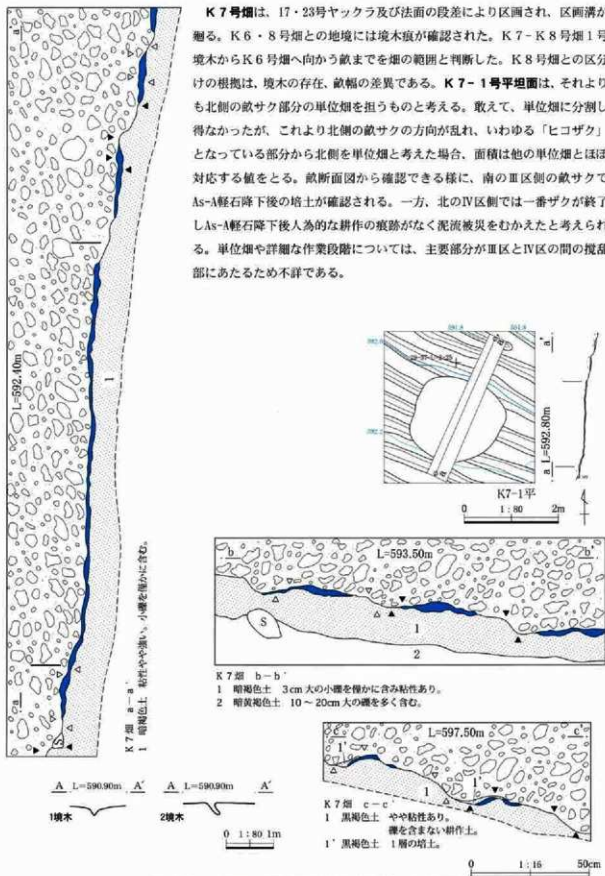 K7号畑は、17・23号ヤックラ及び法面の段差により区画され、区画溝が
廻る。K6・8号畑との地境には境木痕が確認された。K7-K8号畑1号
境木からK6号畑へ向かう畝までを畑の範囲と判断した。K8号畑との区分
けの根拠は、境木の存在、畝幅の差異である。K7-1号平坦面は、それより
も北側の畝サク部分の単位畑を担うものと考える。敢えて、単位畑に分割し
得なかったが、これより北側の畝サクの方向が乱れ、いわゆる「ヒコザク」
となっている部分から北側を単位畑と考えた場合、面積は他の単位畑とほぼ
対応する値をとる。畝断面図から確認できる様に、南のⅢ区側の畝サクで
As-A軽石降下後の培土が確認される。一方、北のⅣ区側では一番ザクが終了
しAs-A軽石降下後人為的な耕作の痕跡がなく泥流被災をむかえたと考えられ
る。単位畑や詳細な作業段階については、主要部分がⅢ区とⅣ区の間の撹乱
部にあたるため不詳である。
a'
L=592.40m
1
a
S
K7畑 a-a'
1 暗褐色土 粘性やや強い。小礫を僅かに含む。
591.8
591.8
a'
a
a L=592.80m a'
K7-1平
0 1:80 2m
b L=593.50m b'
S
1
2
K7畑 b-b'
1 暗褐色土 3cm大の小礫を僅かに含み粘性あり。
2 暗黄褐色土 10~20cm大の礫を多く含む。
c L=597.50m c'
1'
1
1'
K7畑 c-c'
1 黒褐色土 やや粘性あり。
礫を含まない耕作土。
1' 黒褐色土 1層の培土。
0 1:16 50cm
A L=590.90m A'
1境木
A L=590.90m A'
2境木
0 1:80 1m